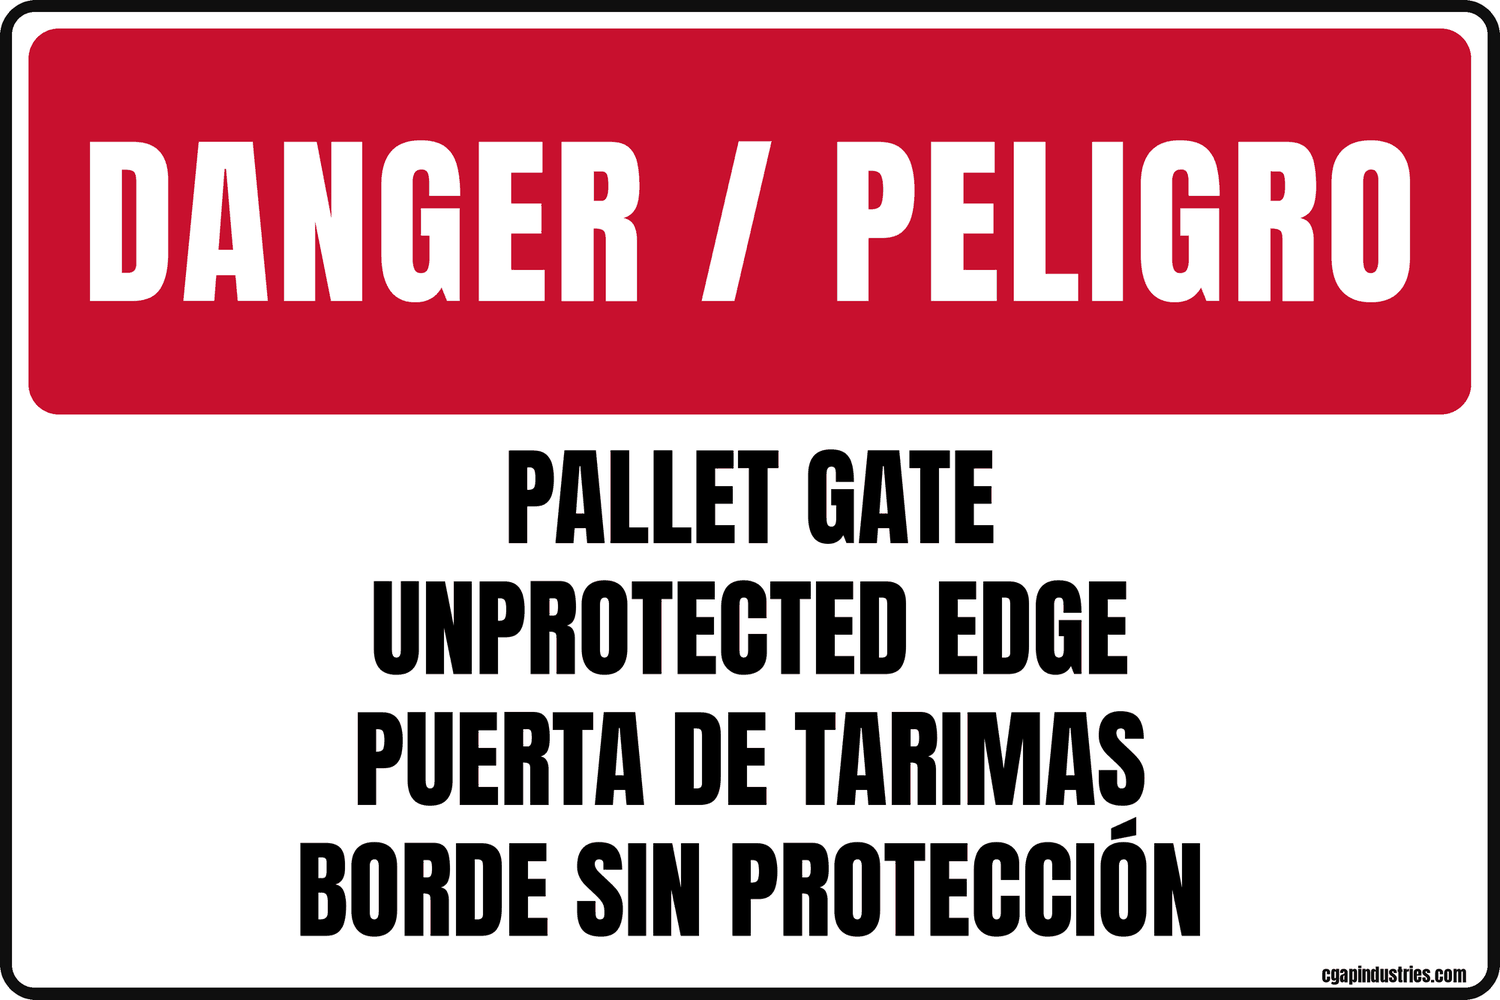 DANGER / PELIGRO
PALLET GATE
UNPROTECTED EDGE
PUERTA DE TARIMAS
BORDE SIN PROTECCIÓN
cgapindustries.com